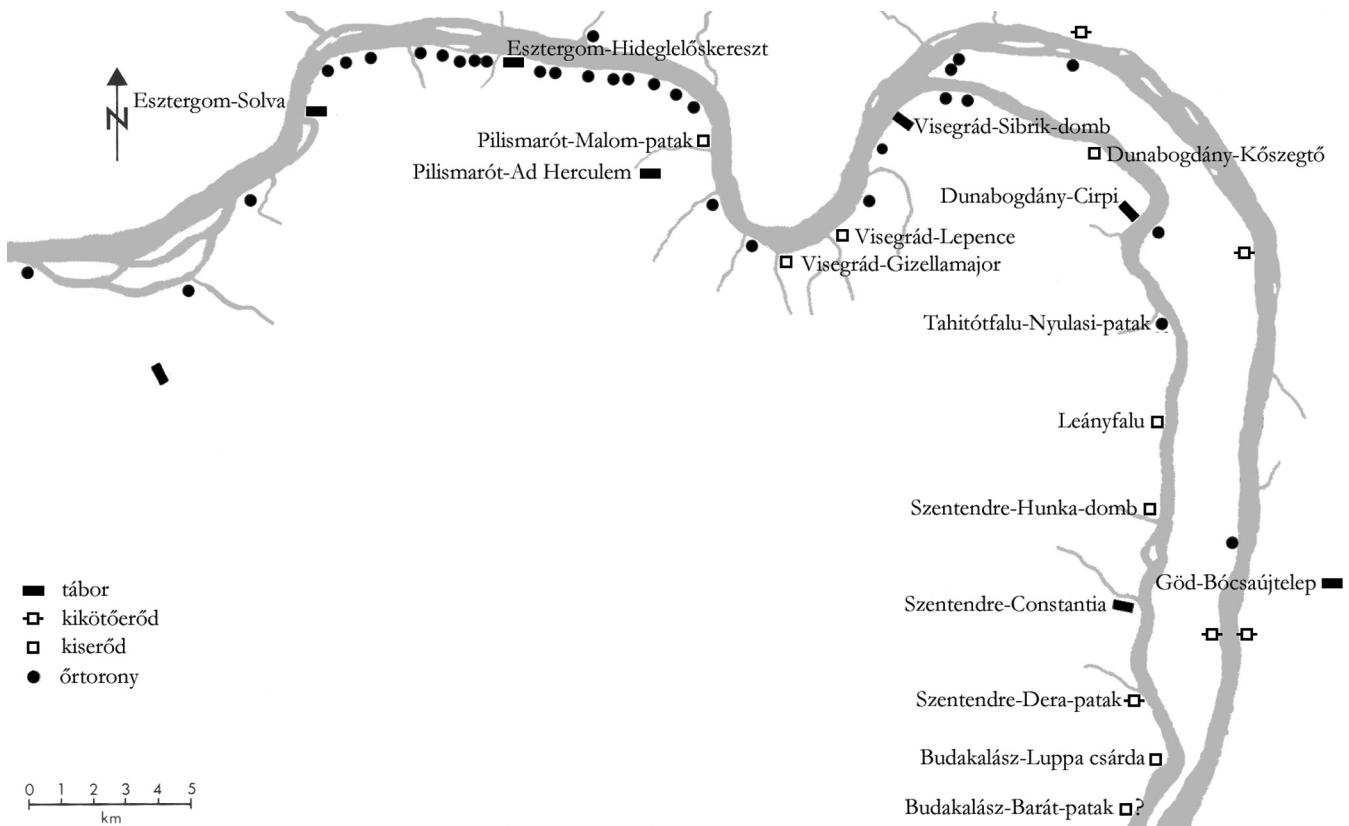 Esztergom-Hideglelőskereszt
N
Esztergom-Solva
Visegrád-Sibrik-domb
Pilismarót-Malom-patak
Dunabogdány-Kőszegtő
Pilismarót-Ad Herculem
Dunabogdány-Cirpi
Visegrád-Lepence
Visegrád-Gizellamajor
Tahitótfalu-Nyulasi-patak
Leányfalu
Szentendre-Hunka-domb
Göd-Bócsaújtelep
Szentendre-Constantia
Szentendre-Dera-patak
Budakalász-Luppa csárda
Budakalász-Barát-patak ?
tábor
kikötőerőd
kiserőd
őrtorony
0 1 2 3 4 5
km